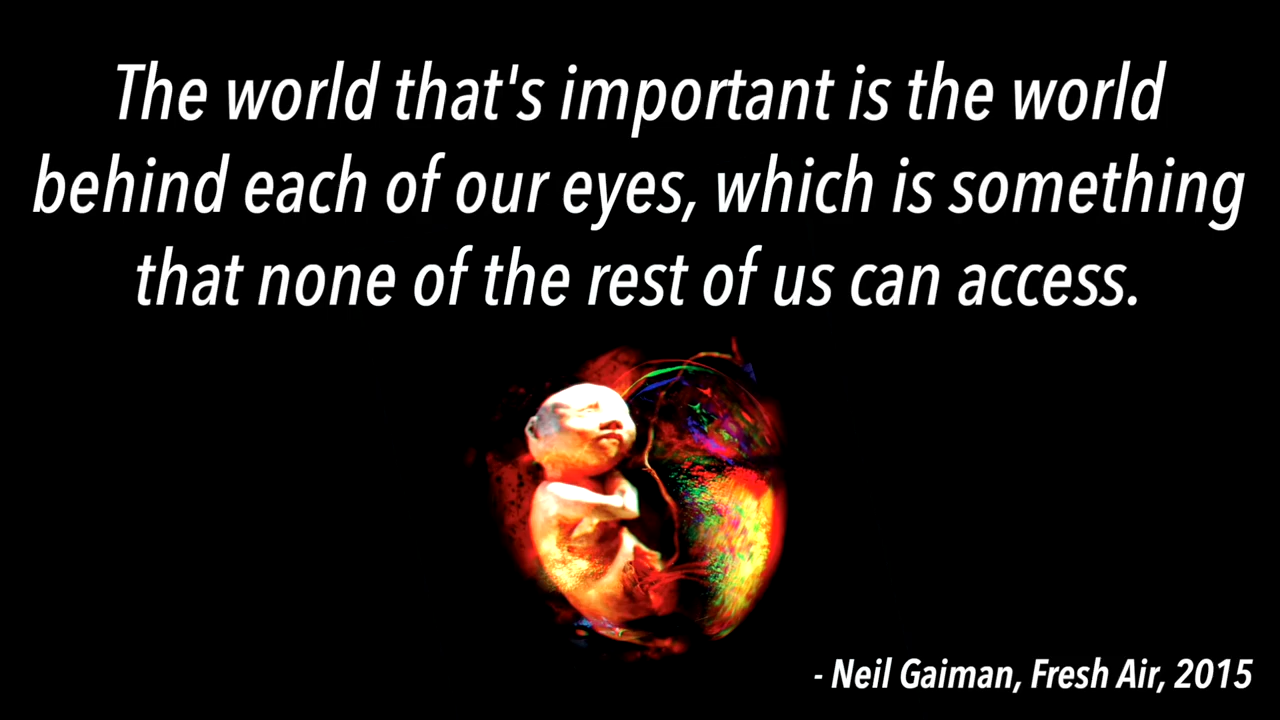 The world that's important is the world
behind each of our eyes, which is something
that none of the rest of us can access.
- Neil Gaiman, Fresh Air, 2015